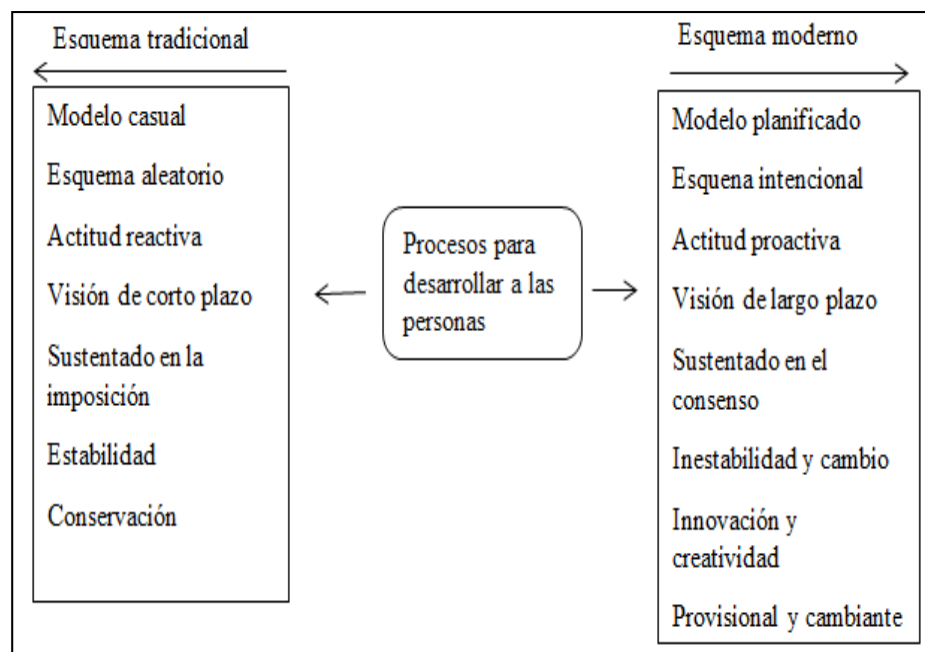 Esquema tradicional
Modelo casual
Esquema aleatorio
Actitud reactiva
Visión de corto plazo
Sustentado en la
imposición
Estabilidad
Conservación
Procesos para
desarrollar a las
personas
Esquema moderno
Modelo planificado
Esquena intencional
Actitud proactiva
Visión de largo plazo
Sustentado en el
consenso
Inestabilidad y cambio
Innovación y
creatividad
Provisional y cambiante